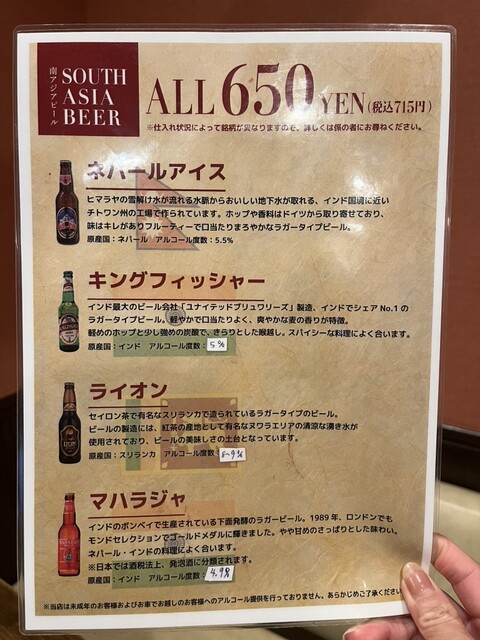 南アジアビール
SOUTH
ASIA
BEER
ALL 650 YEN (税込715円)
※仕入れ状況によって銘柄が異なりますので、詳しくは係の者にお尋ねください。
ネパールアイス
ヒマラヤの雪解け水が流れる水脈からおいしい地下水が取れる、インド国境に近い
チトワン州の工場で作られています。ホップや香料はドイツから取り寄せており、
味はキレがありフルーティーで口当たりまろやかなラガータイプビール。
原産国：ネパール アルコール度数：5.5%
キングフィッシャー
インド最大のビール会社「ユナイテッドブリュワリーズ」製造、インドでシェア No.1 の
ラガータイプビール。軽やかで口当たりよく、爽やかな麦の香りが特徴。
軽めのホップと少し強めの炭酸で、きらりとした喉越し。スパイシーな料理によく合います。
原産国：インド アルコール度数：5%
ライオン
セイロン茶で有名なスリランカで造られているラガータイプのビール。
ビールの製造には、紅茶の産地として有名なヌワラエリアの清涼な湧き水が
使用されており、ビールの美味しさの土台となっています。
原産国：スリランカ アルコール度数：
マハラジャ
インドのボンベイで生産されている下面発酵のラガービール。1989 年、ロンドンでも
モンドセレクションでゴールドメダルに輝きました。やや甘めのさっぱりとした味わい。
ネパール・インドの料理によく合います。
※日本では酒税法上、発泡酒に分類されます。
原産国：インド アルコール度数：4.9%
※当店は未成年のお客様およびお車でお越しのお客様へのアルコール提供を行っておりません。あらかじめご了承くださ